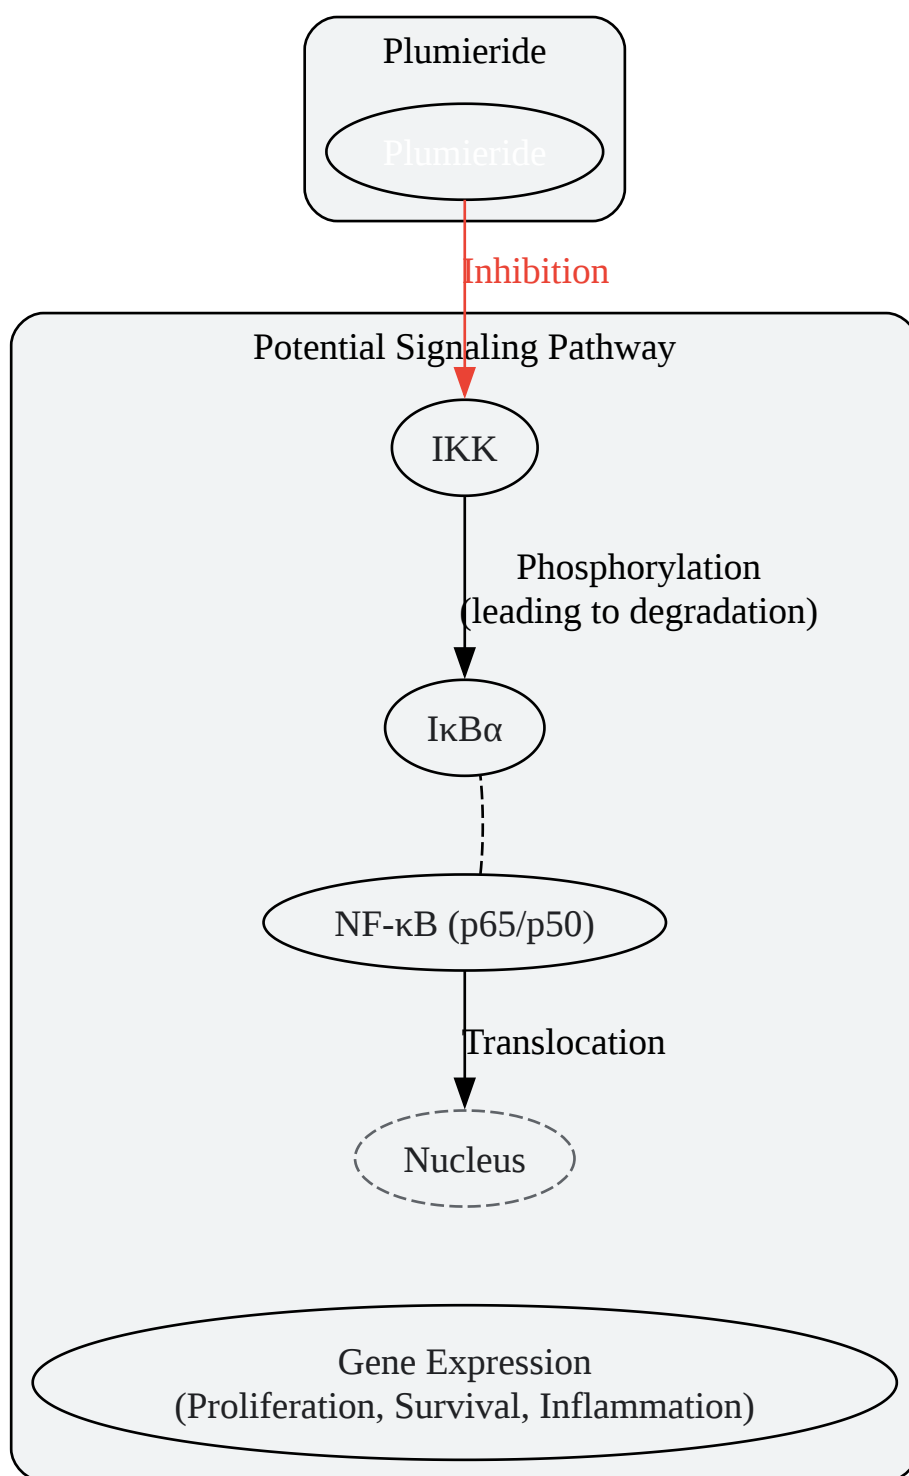 Plumieride
Plumieride
Inhibition
Potential Signaling Pathway
IKK
Phosphorylation
(leading to degradation)
IκBα
NF-κB (p65/p50)
Translocation
Nucleus
Gene Expression
(Proliferation, Survival, Inflammation)